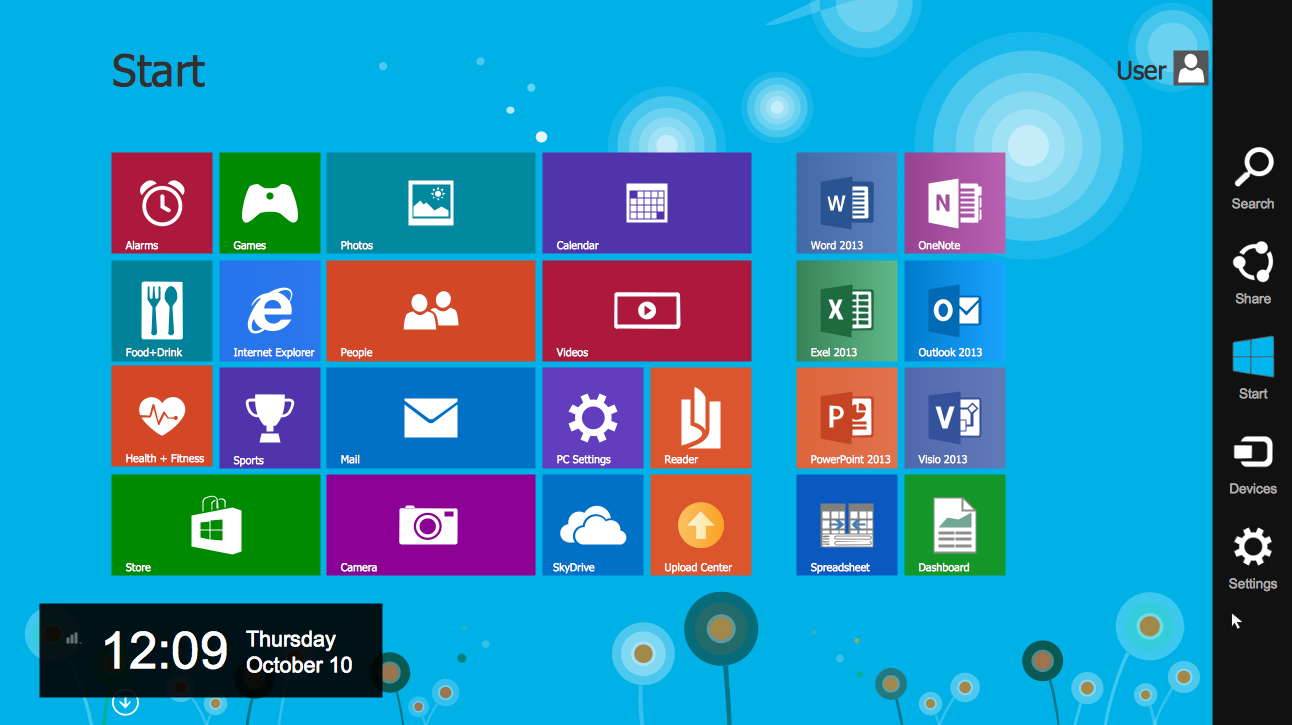 Start
User
Alarms
Games
Photos
Calendar
Word 2013
OneNote
Food+Drink
Internet Explorer
People
Videos
Exel 2013
Outlook 2013
Health + Fitness
Sports
Mail
PC Settings
Reader
PowerPoint 2013
Visio 2013
Store
Camera
SkyDrive
Upload Center
Spreadsheet
Dashboard
W
N
X
O
P
V
Search
Share
Start
Devices
Settings
12:09
Thursday
October 10